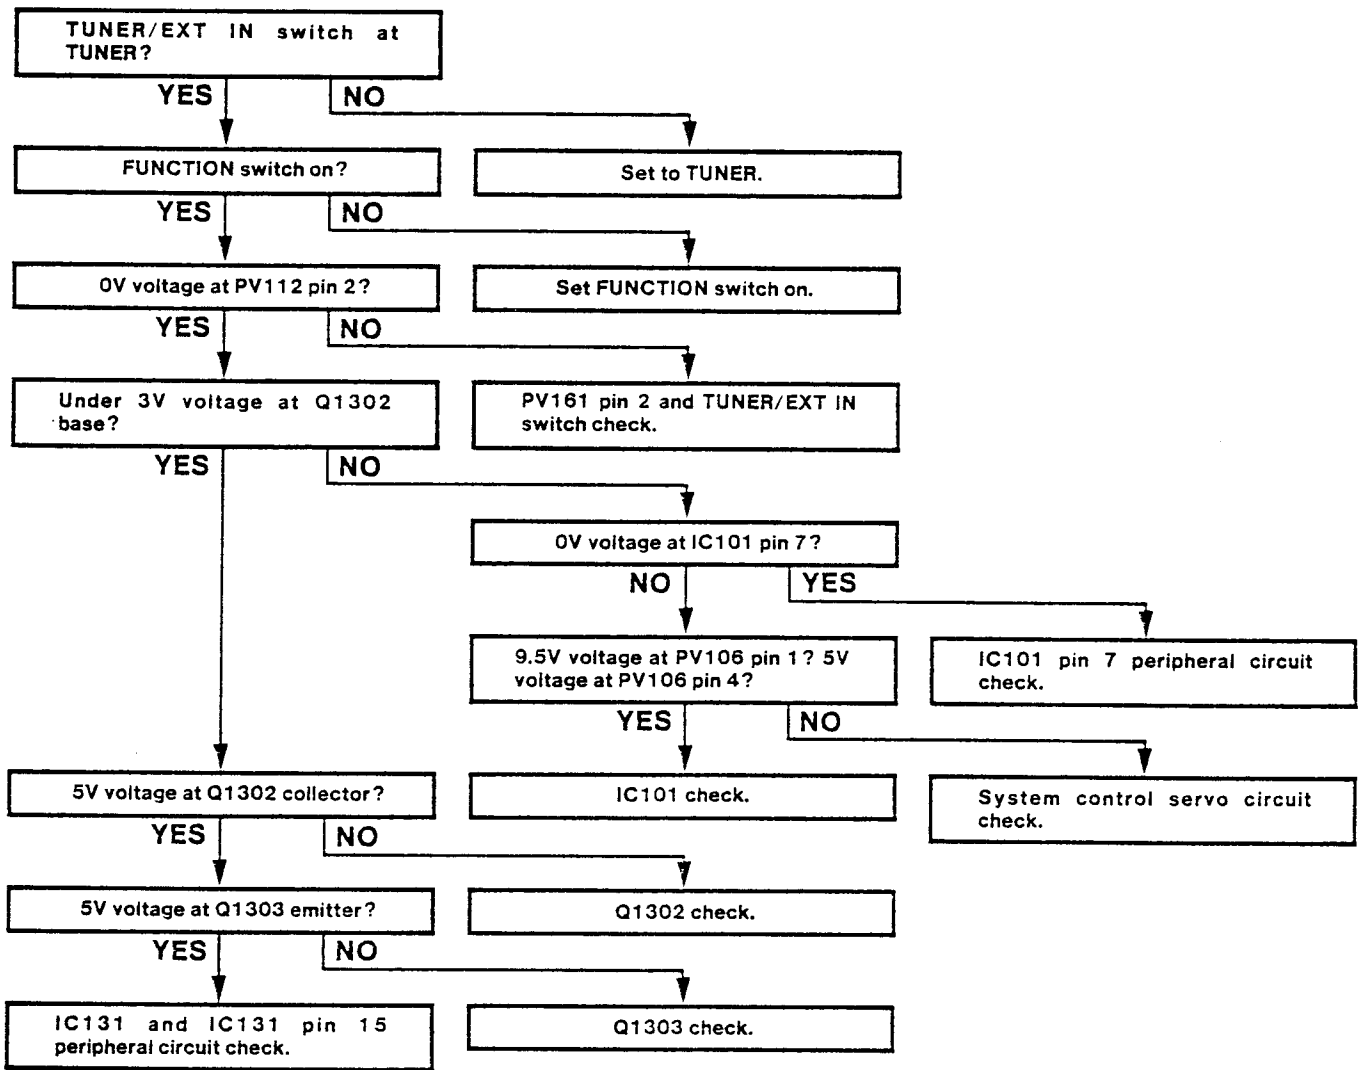 TUNER/EXT IN switch at
TUNER?
YES
NO
FUNCTION switch on?
Set to TUNER.
YES
NO
0V voltage at PV112 pin 2?
Set FUNCTION switch on.
YES
NO
Under 3V voltage at Q1302
base?
PV161 pin 2 and TUNER/EXT IN
switch check.
YES
NO
0V voltage at IC101 pin 7?
NO
YES
9.5V voltage at PV106 pin 1? 5V
voltage at PV106 pin 4?
IC101 pin 7 peripheral circuit
check.
YES
NO
5V voltage at Q1302 collector?
IC101 check.
System control servo circuit
check.
YES
NO
5V voltage at Q1303 emitter?
Q1302 check.
YES
NO
IC131 and IC131 pin 15
peripheral circuit check.
Q1303 check.